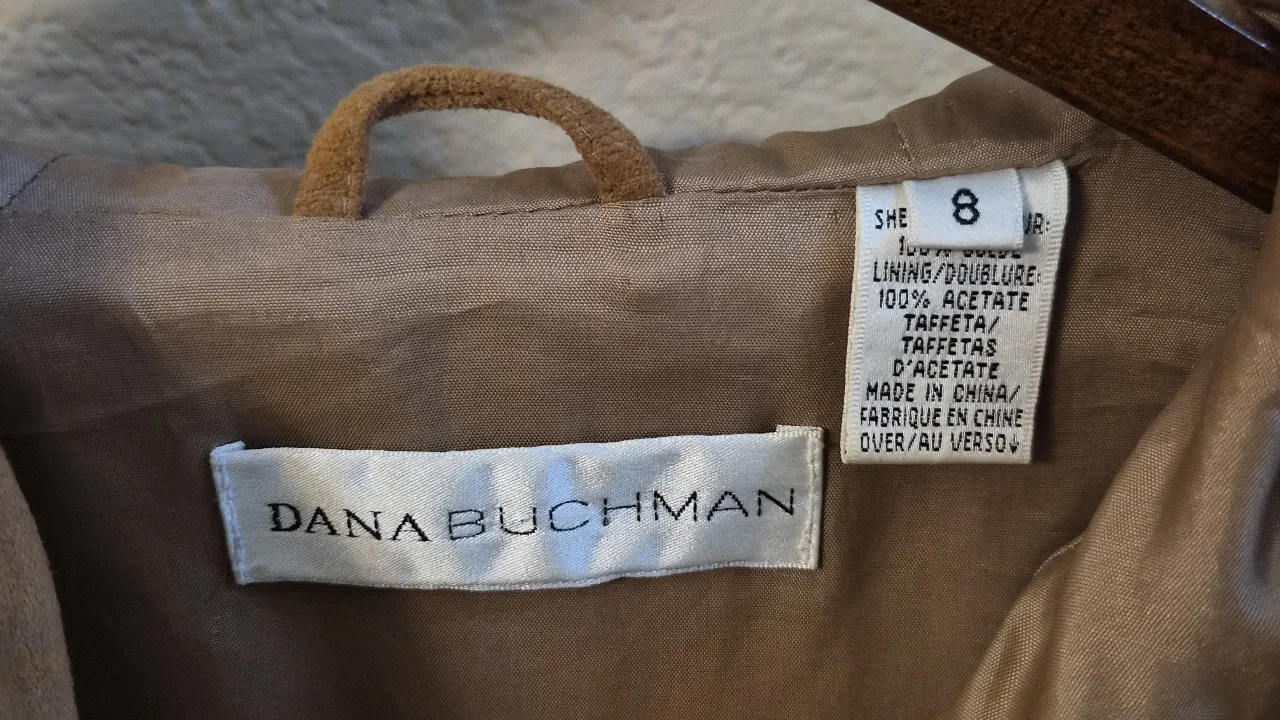 DANA BUCHMAN
8
SHE
LINING/DOUBLURE:
100% ACETATE
TAFFETA/
TAFFETAS
D'ACETATE
MADE IN CHINA/
FABRIQUE EN CHINE
OVER/AU VERSO↓